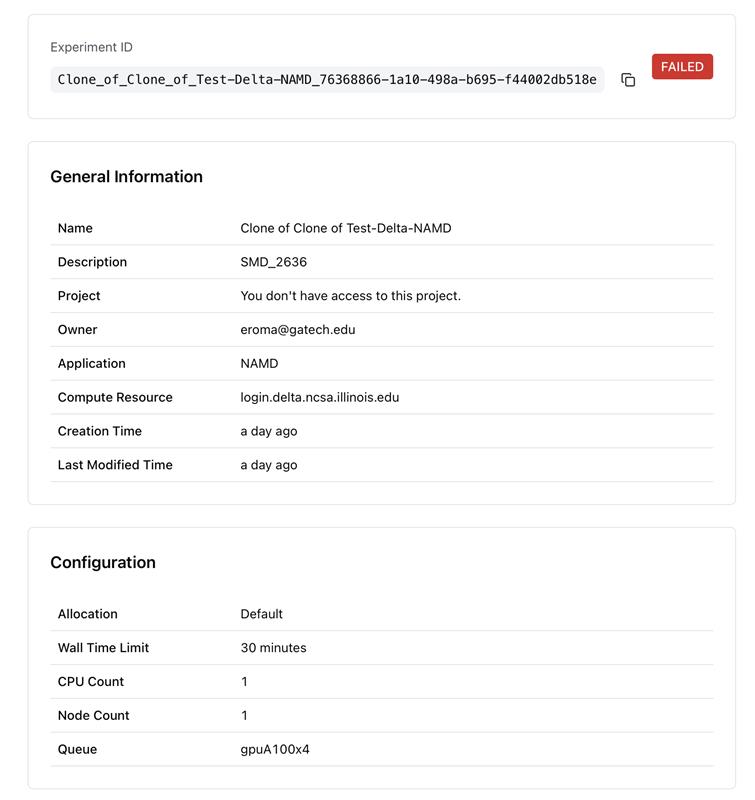 Experiment ID
Clone_of_Clone_of_Test-Delta-NAMD_76368866-1a10-498a-b695-f44002db518e
FAILED
General Information
Name Clone of Clone of Test-Delta-NAMD
Description SMD_2636
Project You don't have access to this project.
Owner eroma@gatech.edu
Application NAMD
Compute Resource login.delta.ncsa.illinois.edu
Creation Time a day ago
Last Modified Time a day ago
Configuration
Allocation Default
Wall Time Limit 30 minutes
CPU Count 1
Node Count 1
Queue gpuA100x4